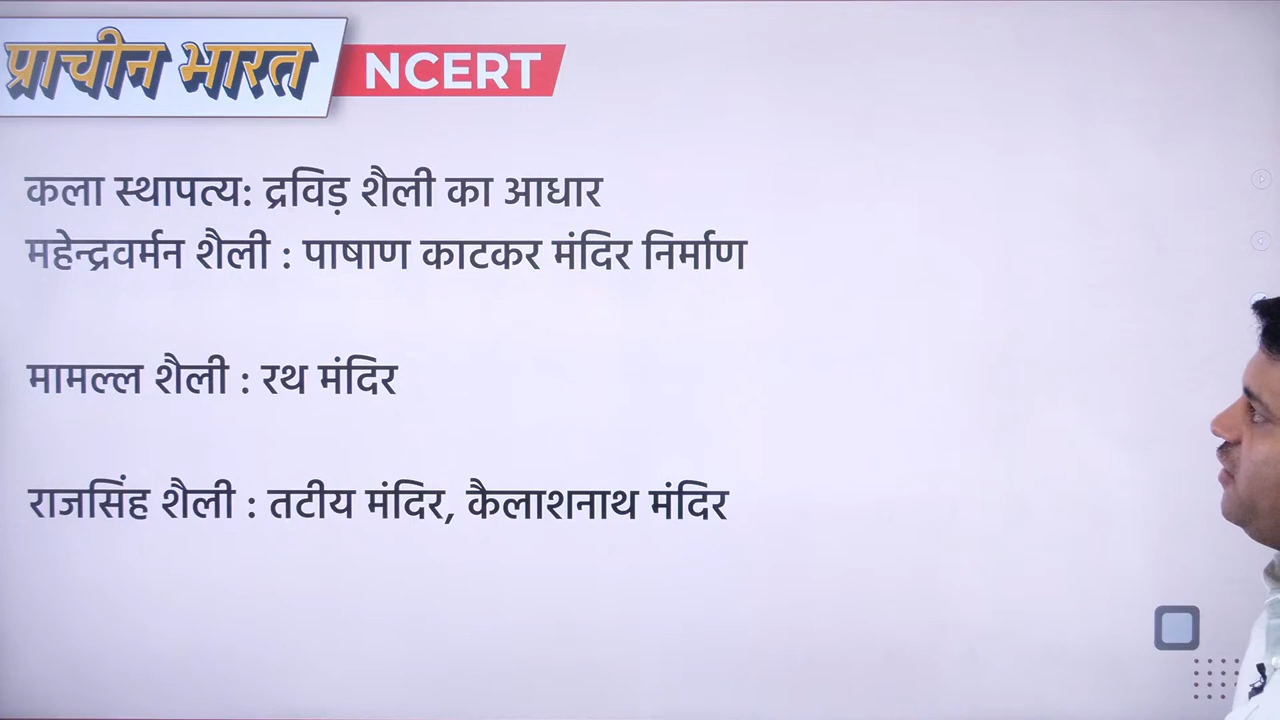 प्राचीन भारत NCERT
कला स्थापत्य: द्रविड़ शैली का आधार
महेन्द्रवर्मन शैली : पाषाण काटकर मंदिर निर्माण
मामल्ल शैली : रथ मंदिर
राजसिंह शैली : तटीय मंदिर, कैलाशनाथ मंदिर